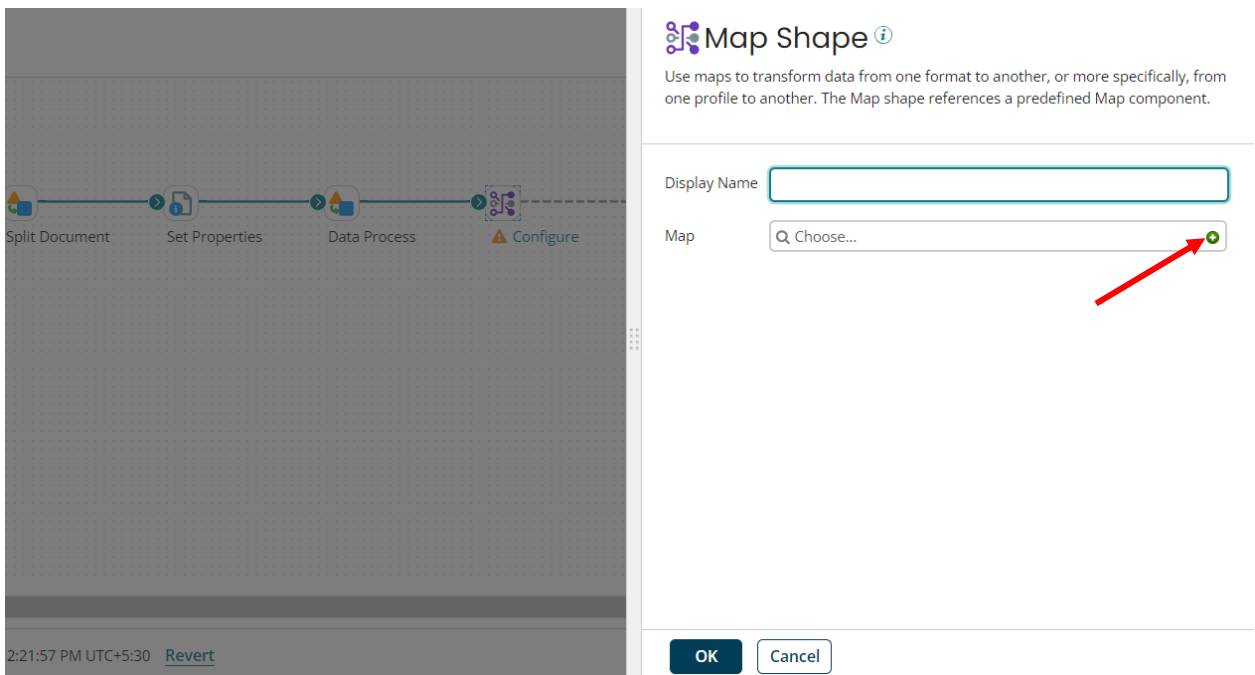 Map Shape
Use maps to transform data from one format to another, or more specifically, from
one profile to another. The Map shape references a predefined Map component.
Display Name
Map
Choose...
Split Document
Set Properties
Data Process
Configure
2:21:57 PM UTC+5:30 Revert
OK
Cancel